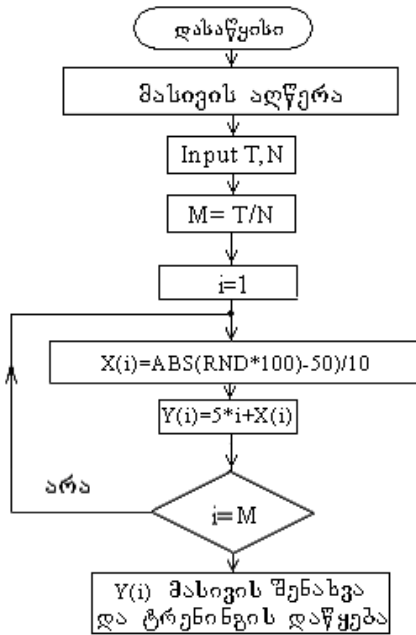 დასაწყისი
მასივის აღწერა
Input T,N
M= T/N
i=1
X(i)=ABS(RND*100)-50)/10
Y(i)=5*i+X(i)
არა
i=M
Y(i) მასივის შენახვა
და ტრენინგის დაწყება